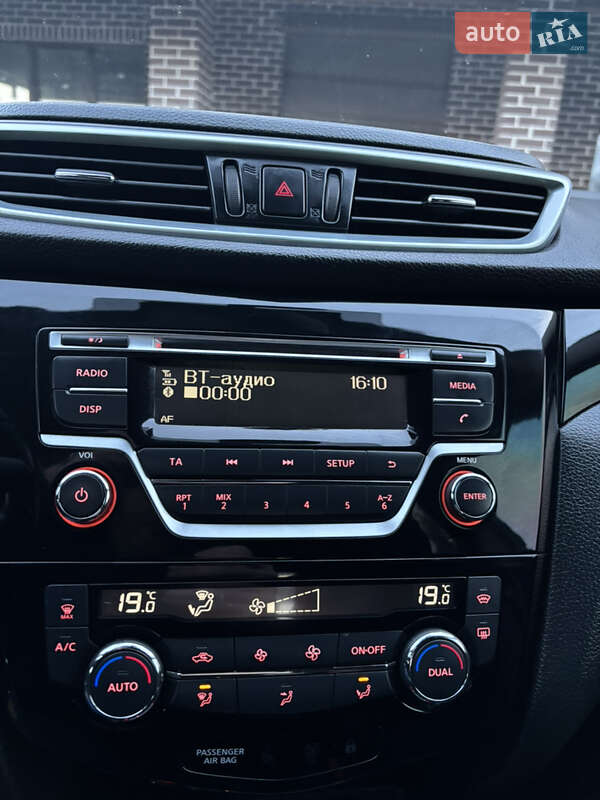 auto RIA .com
RADIO
DISP
BT-аудио 16:10
00:00
AF
MEDIA
VOL
TA SETUP
MENU
RPT 1 MIX 2 3 4 5 A-Z 6
ENTER
19.0 °C 19.0 °C
MAX
A/C
ON·OFF
AUTO
DUAL
PASSENGER
AIR BAG